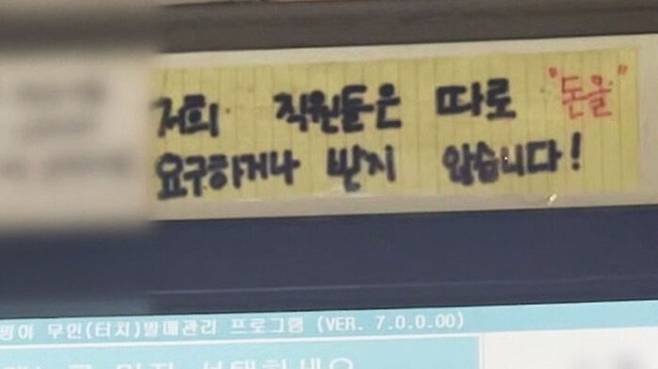 저희 직원들은 따로 "돈을"
요구하거나 받지 않습니다!
무인(터치)발매관리 프로그램 (VER. 7.0.0.00)